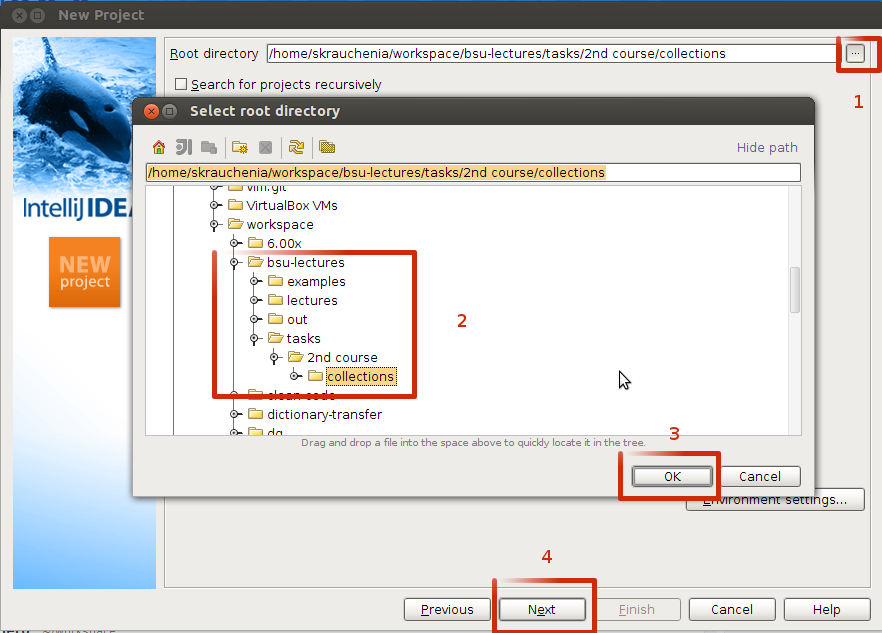 New Project
Root directory /home/skrauchenia/workspace/bsu-lectures/tasks/2nd course/collections ...
1
Search for projects recursively
Select root directory
Hide path
/home/skrauchenia/workspace/bsu-lectures/tasks/2nd course/collections
vim.git
VirtualBox VMs
workspace
6.00x
bsu-lectures
examples
lectures
out
tasks
2nd course
collections
clean-code
dictionary-transfer
dg
2
IntelliJ IDEA
NEW
project
Drag and drop a file into the space above to quickly locate it in the tree.
3
OK Cancel
Environment settings...
4
Previous Next Finish Cancel Help